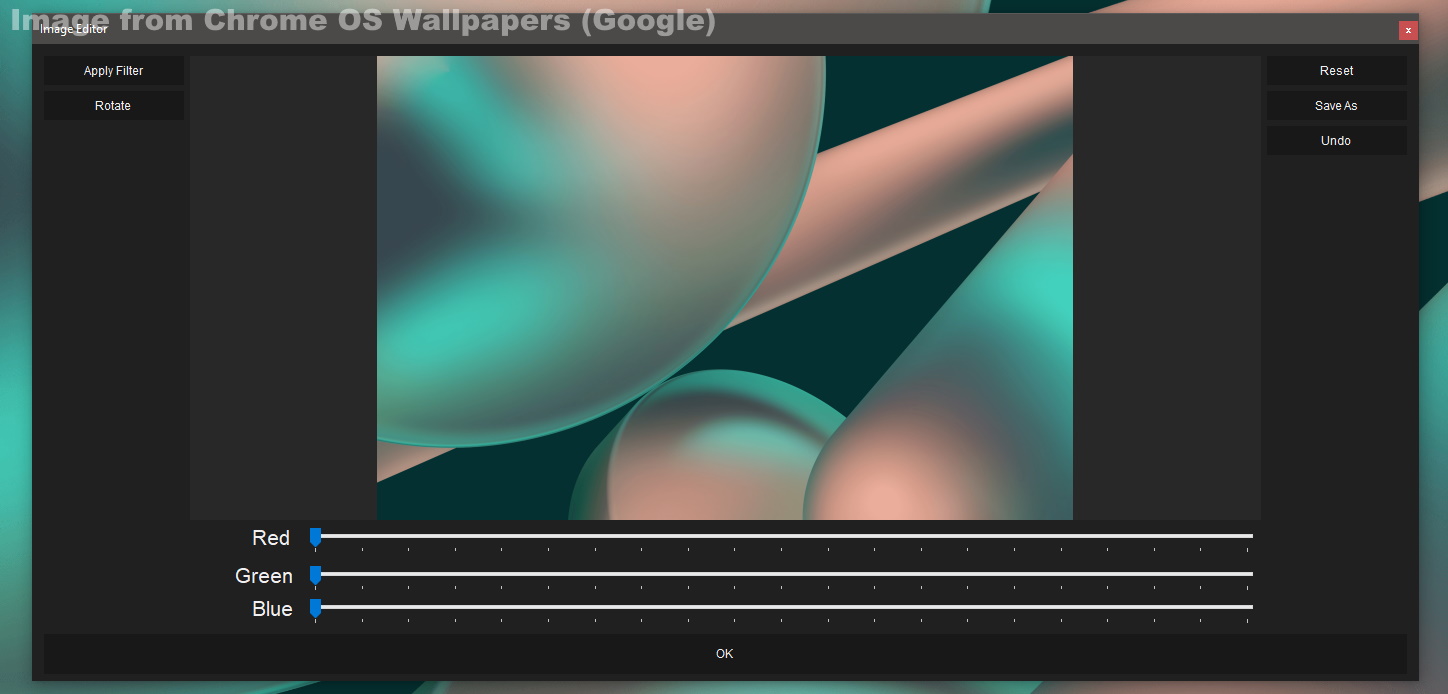 Image from Chrome OS Wallpapers (Google)
Image Editor
x
Apply Filter
Rotate
Reset
Save As
Undo
Red
Green
Blue
OK